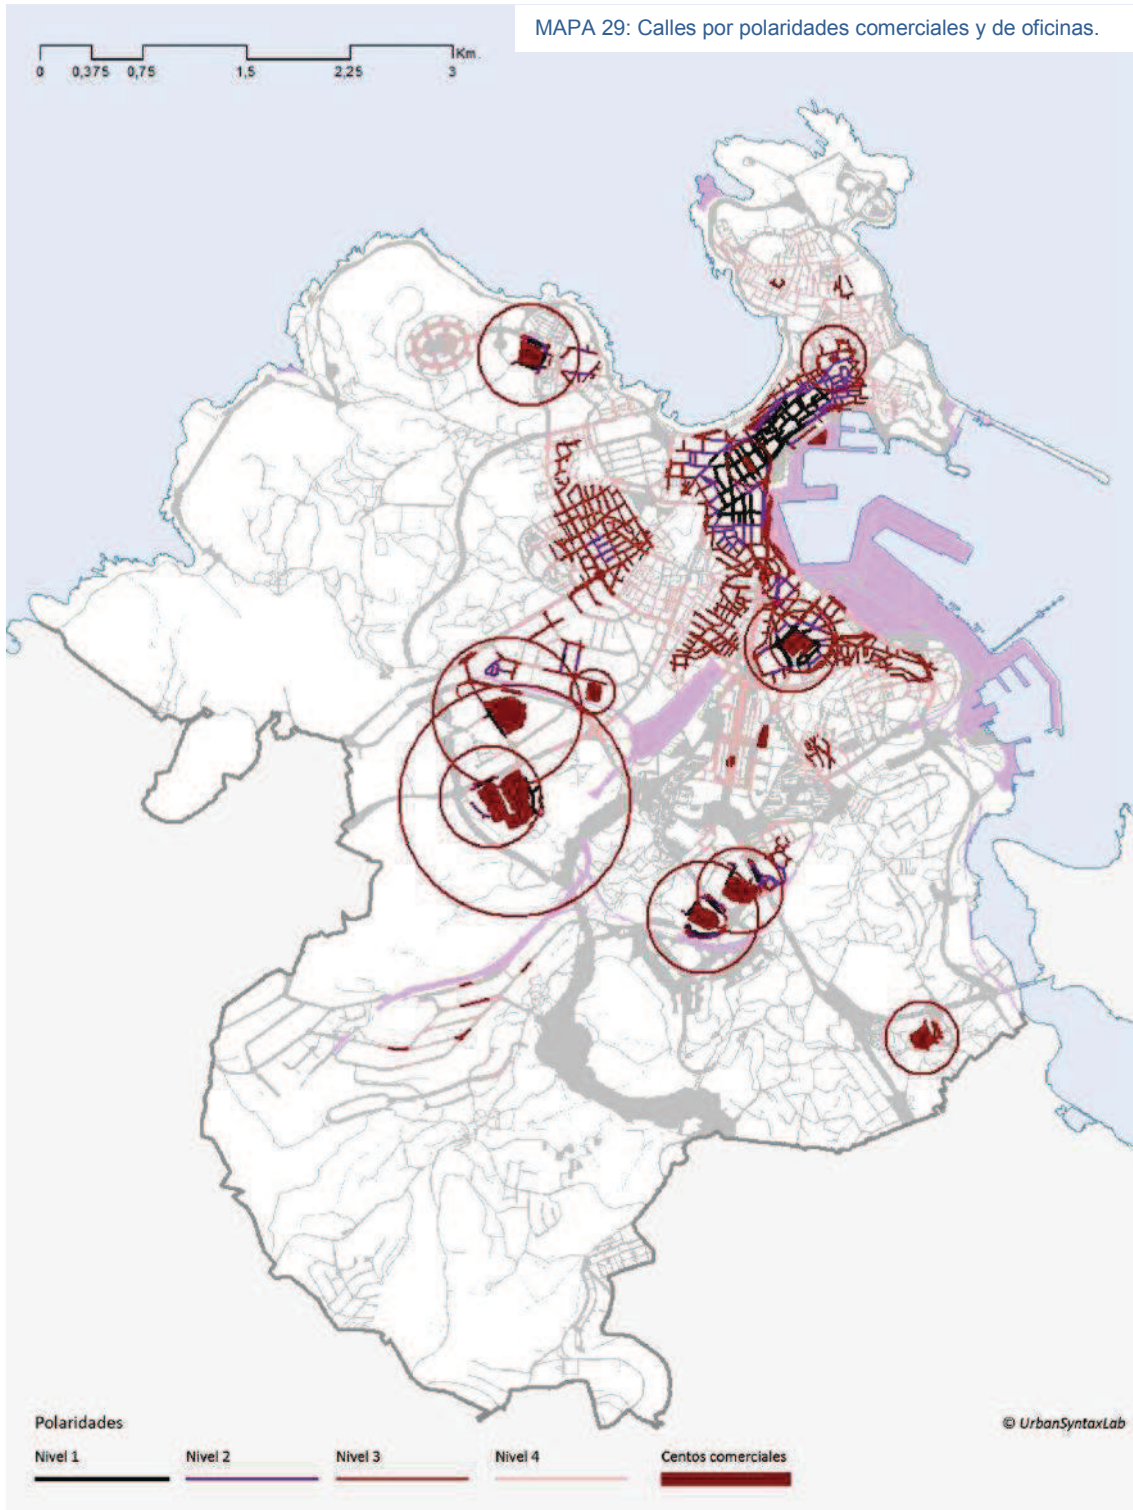 MAPA 29: Calles por polaridades comerciales y de oficinas.
Km.
0 0,375 0,75 1,5 2,25 3
Polaridades
© UrbanSyntaxLab
Nivel 1 Nivel 2 Nivel 3 Nivel 4 Centos comerciales